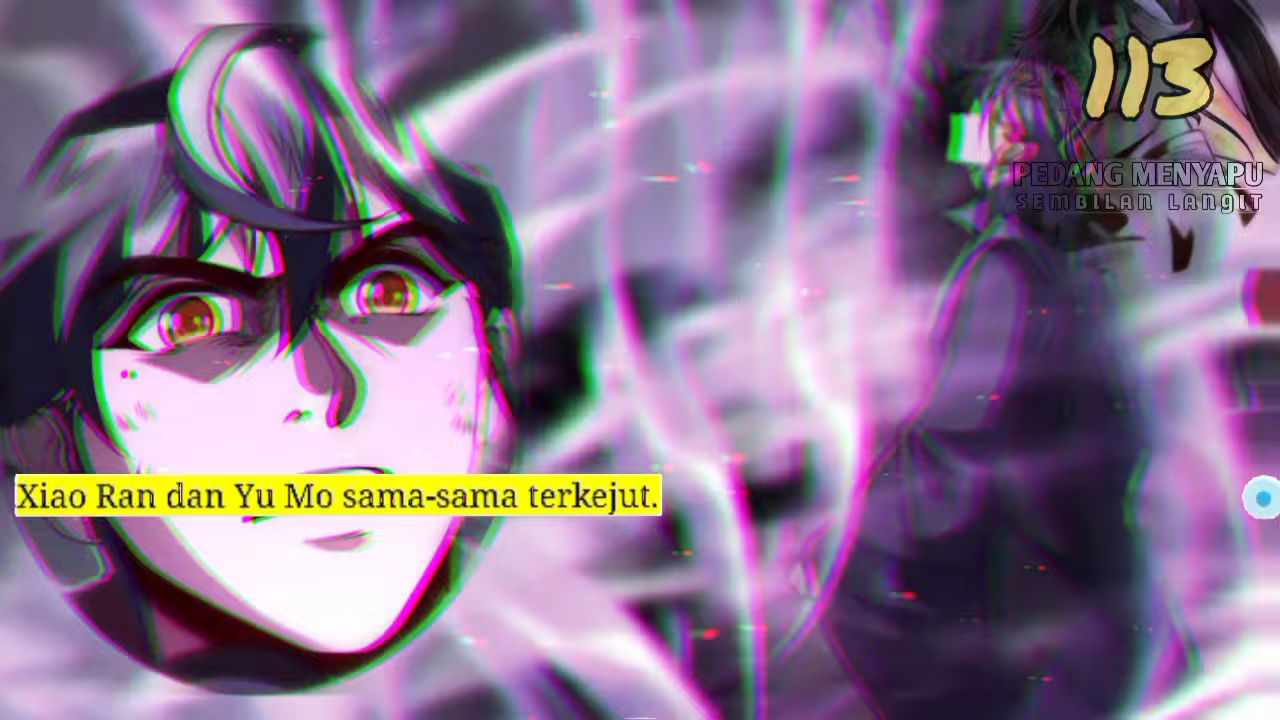 113
PEDANG MENYAPU
SEMBILAN LANGIT
Xiao Ran dan Yu Mo sama-sama terkejut.